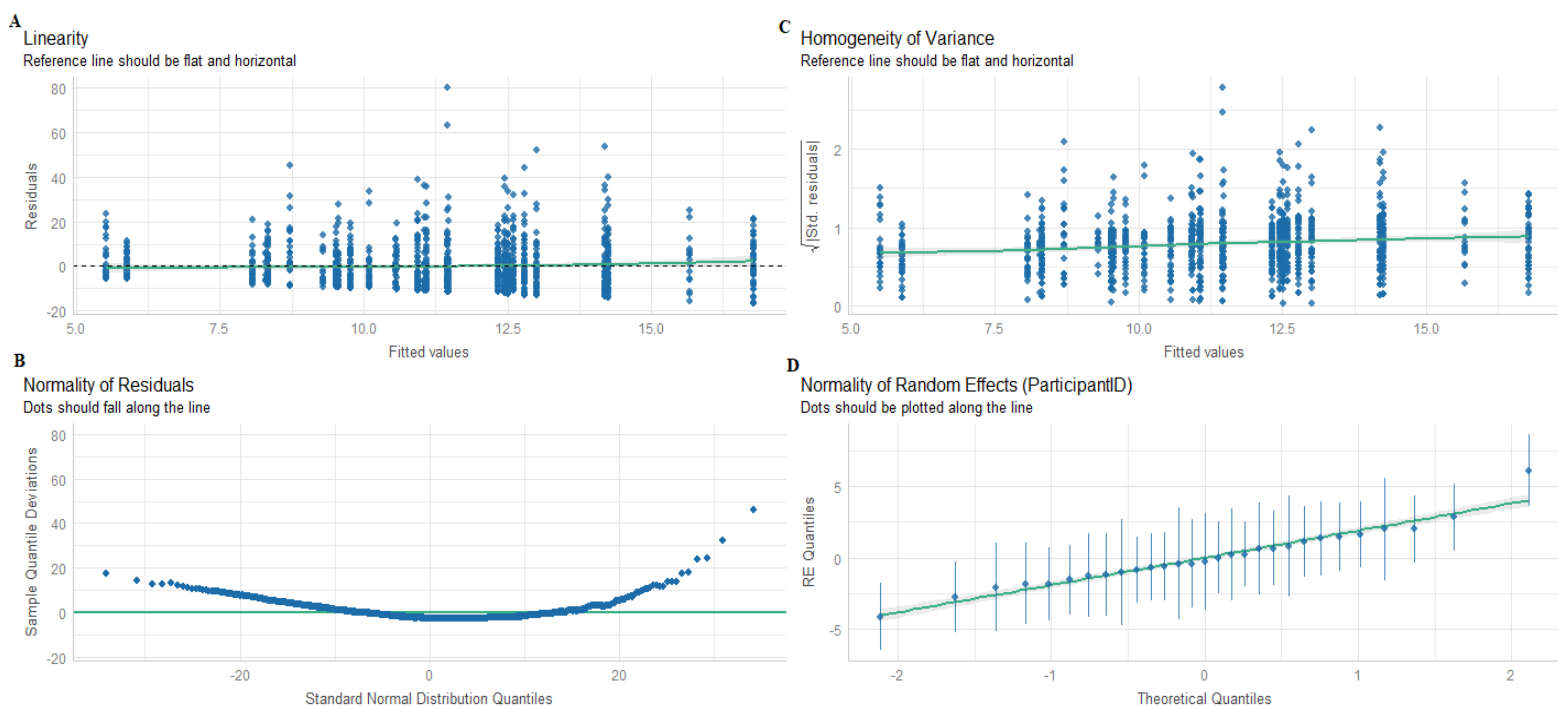 A
Linearity
Reference line should be flat and horizontal
80
60
40
20
0
-20
Residuals
5.0 7.5 10.0 12.5 15.0
Fitted values
B
Normality of Residuals
Dots should fall along the line
80
60
40
20
0
-20
Sample Quantile Deviations
-20 0 20
Standard Normal Distribution Quantiles
C
Homogeneity of Variance
Reference line should be flat and horizontal
2
1
0
√|Std. residuals|
5.0 7.5 10.0 12.5 15.0
Fitted values
D
Normality of Random Effects (ParticipantID)
Dots should be plotted along the line
5
0
-5
RE Quantiles
-2 -1 0 1 2
Theoretical Quantiles